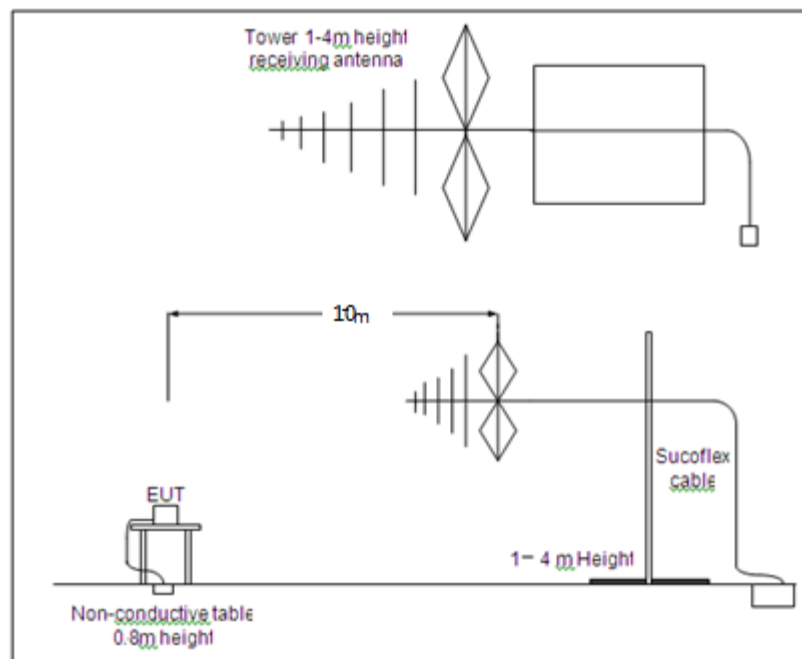 Tower 1-4m height
receiving antenna
10m
EUT
Sucoflex
cable
1– 4 m Height
Non-conductive table
0.8m height